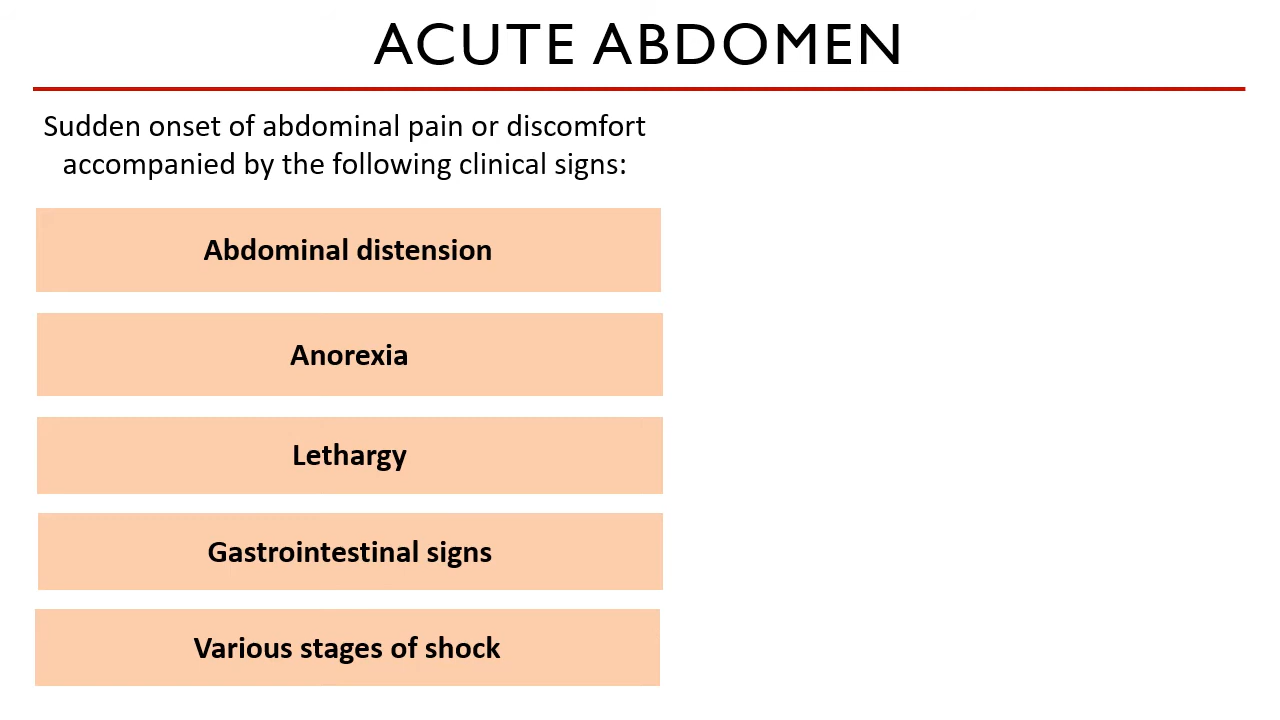 ACUTE ABDOMEN
Sudden onset of abdominal pain or discomfort
accompanied by the following clinical signs:
Abdominal distension
Anorexia
Lethargy
Gastrointestinal signs
Various stages of shock